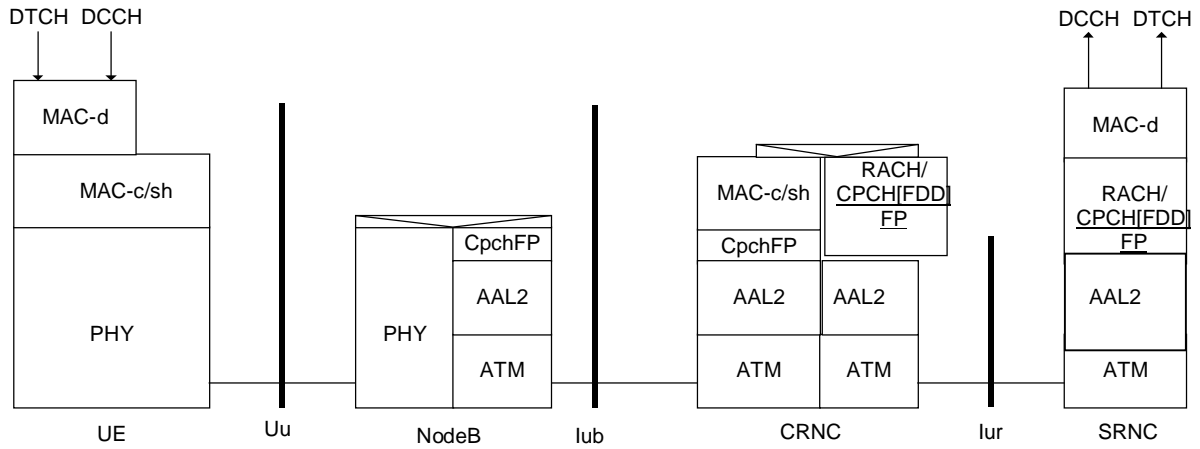 DTCH DCCH
DCCH DTCH
MAC-d
MAC-d
MAC-c/sh
MAC-c/sh
RACH/
CPCH[FDD]
FP
RACH/
CPCH[FDD]
FP
CpchFP
CpchFP
PHY
PHY
AAL2
AAL2
AAL2
AAL2
ATM
ATM
ATM
ATM
UE
Uu
NodeB
Iub
CRNC
Iur
SRNC